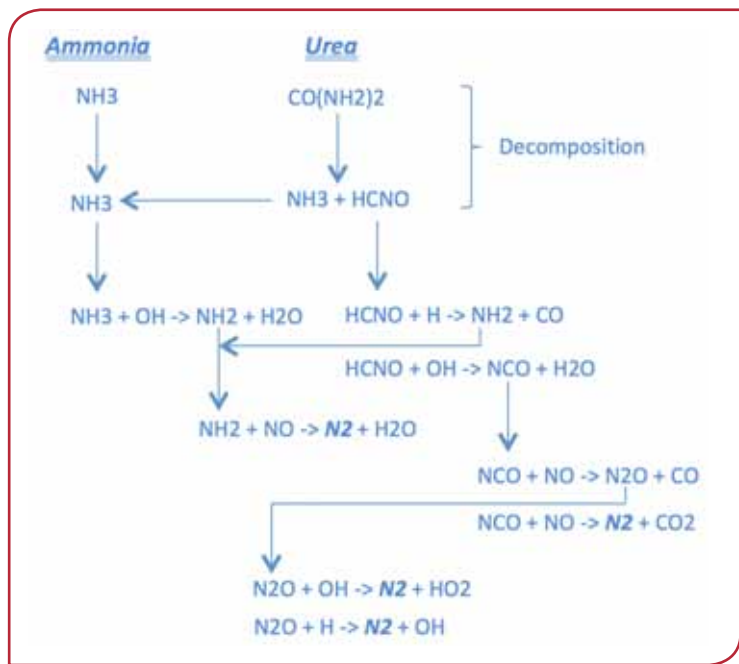 Ammonia Urea
NH3 CO(NH2)2
Decomposition
NH3 NH3 + HCNO
NH3 + OH -> NH2 + H2O HCNO + H -> NH2 + CO
HCNO + OH -> NCO + H2O
NH2 + NO -> N2 + H2O
NCO + NO -> N2O + CO
NCO + NO -> N2 + CO2
N2O + OH -> N2 + HO2
N2O + H -> N2 + OH